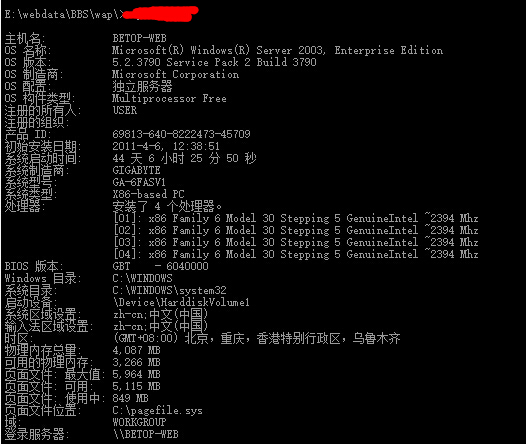 E:\webdata\BBS\wap\>
主机名: BETOP-WEB
OS 名称: Microsoft(R) Windows(R) Server 2003, Enterprise Edition
OS 版本: 5.2.3790 Service Pack 2 Build 3790
OS 制造商: Microsoft Corporation
OS 配置: 独立服务器
OS 构件类型: Multiprocessor Free
注册的所有人: USER
注册的组织:
产品 ID: 69813-640-8222473-45709
初始安装日期: 2011-4-6, 12:38:51
系统启动时间: 44 天 6 小时 25 分 50 秒
系统制造商: GIGABYTE
系统型号: GA-6FASV1
系统类型: X86-based PC
处理器: 安装了 4 个处理器。
[01]: x86 Family 6 Model 30 Stepping 5 GenuineIntel ~2394 Mhz
[02]: x86 Family 6 Model 30 Stepping 5 GenuineIntel ~2394 Mhz
[03]: x86 Family 6 Model 30 Stepping 5 GenuineIntel ~2394 Mhz
[04]: x86 Family 6 Model 30 Stepping 5 GenuineIntel ~2394 Mhz
BIOS 版本: GBT - 6040000
Windows 目录: C:\WINDOWS
系统目录: C:\WINDOWS\system32
启动设备: \Device\HarddiskVolume1
系统区域设置: zh-cn;中文(中国)
输入法区域设置: zh-cn;中文(中国)
时区: (GMT+08:00) 北京，重庆，香港特别行政区，乌鲁木齐
物理内存总量: 4,087 MB
可用的物理内存: 3,266 MB
页面文件: 最大值: 5,964 MB
页面文件: 可用: 5,115 MB
页面文件: 使用中: 849 MB
页面文件位置: C:\pagefile.sys
域: WORKGROUP
登录服务器: \\BETOP-WEB